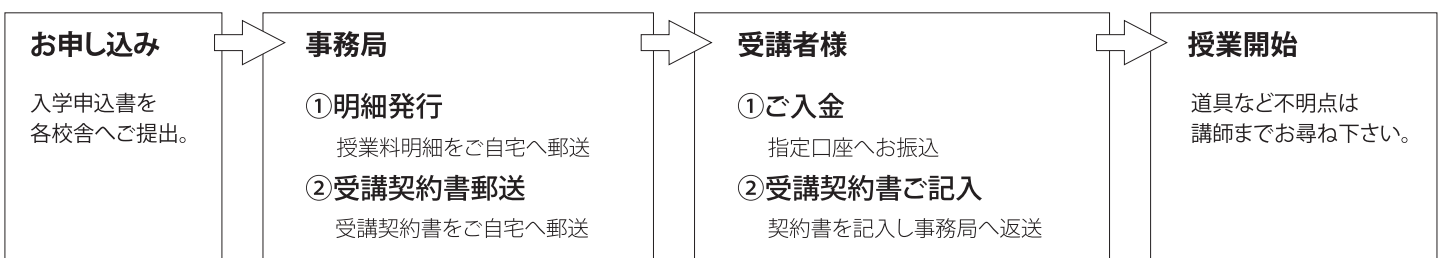 お申し込み
入学申込書を
各校舎へご提出。
事務局
①明細発行
授業料明細をご自宅へ郵送
②受講契約書郵送
受講契約書をご自宅へ郵送
受講者様
①ご入金
指定口座へお振込
②受講契約書ご記入
契約書を記入し事務局へ返送
授業開始
道具など不明点は
講師までお尋ね下さい。